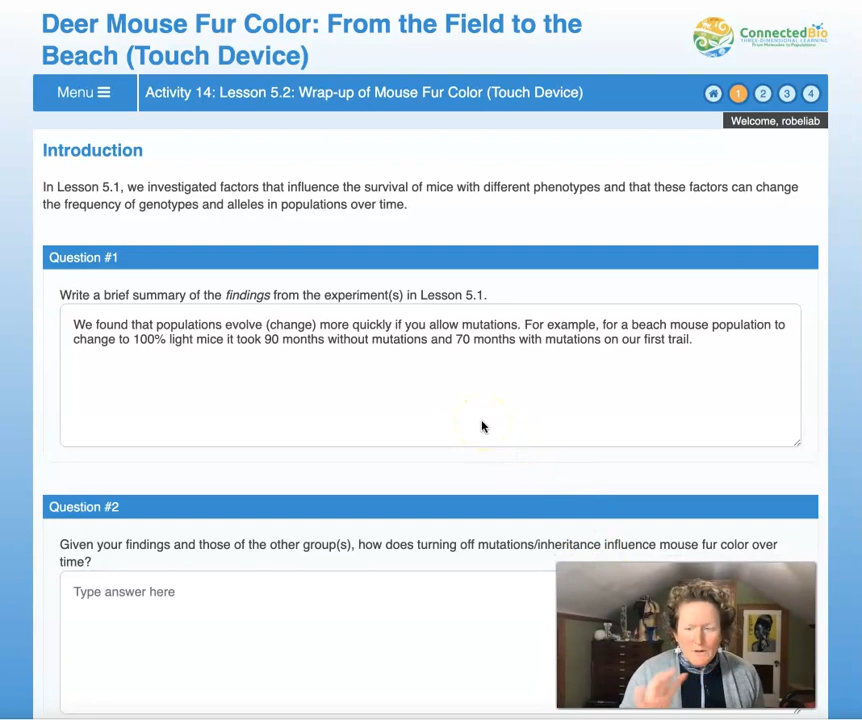 Deer Mouse Fur Color: From the Field to the
Beach (Touch Device)
ConnectedBio
THREE-DIMENSIONAL LEARNING
From Molecules to Populations
Menu
Activity 14: Lesson 5.2: Wrap-up of Mouse Fur Color (Touch Device)
1 2 3 4
Welcome, robeliab
Introduction
In Lesson 5.1, we investigated factors that influence the survival of mice with different phenotypes and that these factors can change
the frequency of genotypes and alleles in populations over time.
Question #1
Write a brief summary of the findings from the experiment(s) in Lesson 5.1.
We found that populations evolve (change) more quickly if you allow mutations. For example, for a beach mouse population to
change to 100% light mice it took 90 months without mutations and 70 months with mutations on our first trail.
Question #2
Given your findings and those of the other group(s), how does turning off mutations/inheritance influence mouse fur color over
time?
Type answer here